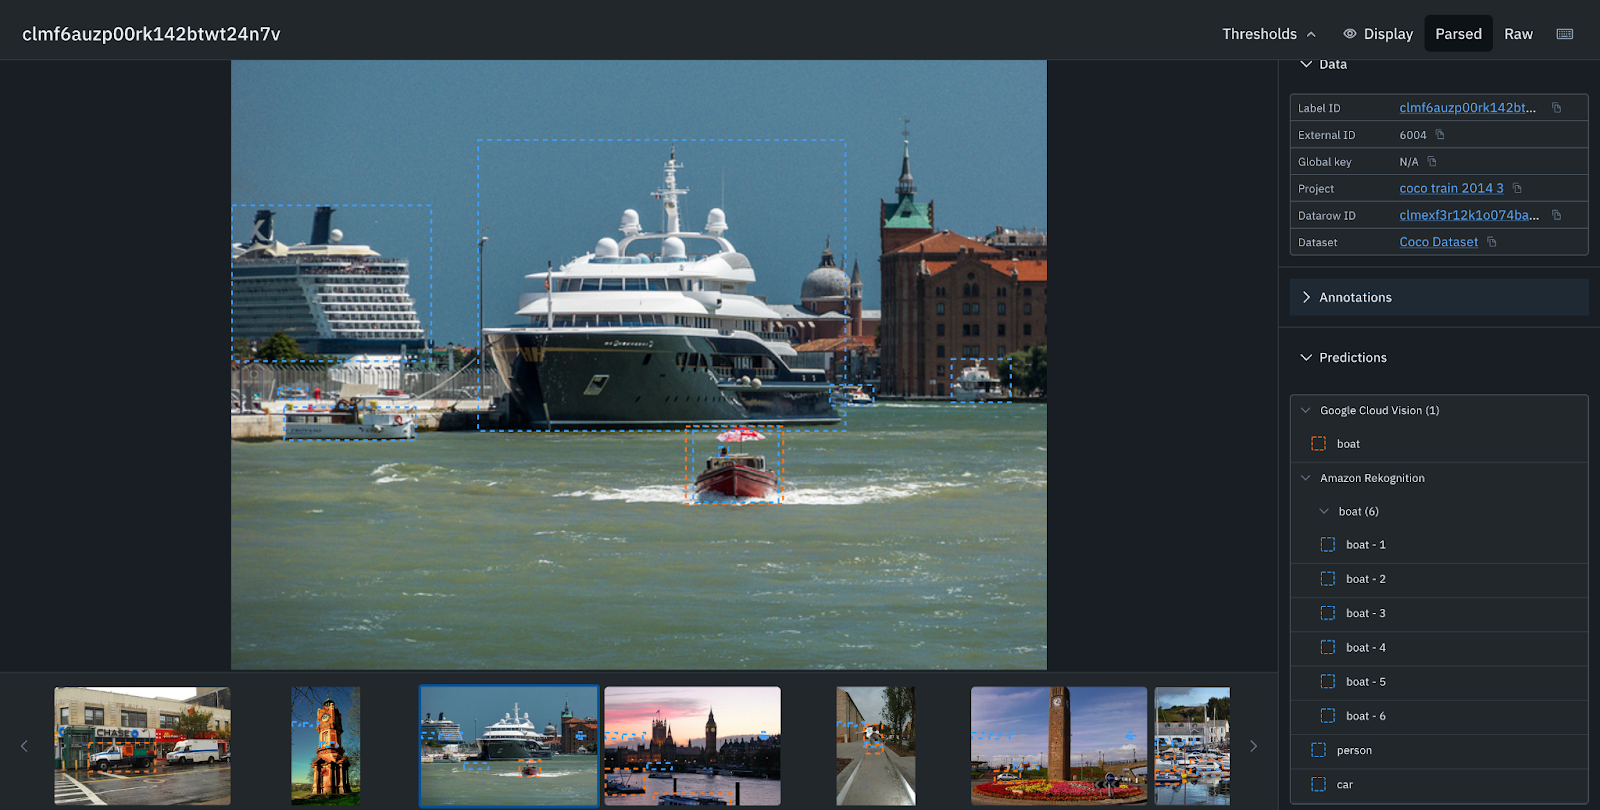 clmf6auzp00rk142btwt24n7v
Thresholds Display Parsed Raw
Data
Label ID clmf6auzp00rk142bt...
External ID 6004
Global key N/A
Project coco train 2014 3
Datarow ID clmexf3r12k1o074ba...
Dataset Coco Dataset
Annotations
Predictions
Google Cloud Vision (1)
boat
Amazon Rekognition
boat (6)
boat - 1
boat - 2
boat - 3
boat - 4
boat - 5
boat - 6
person
car
X
CHASE